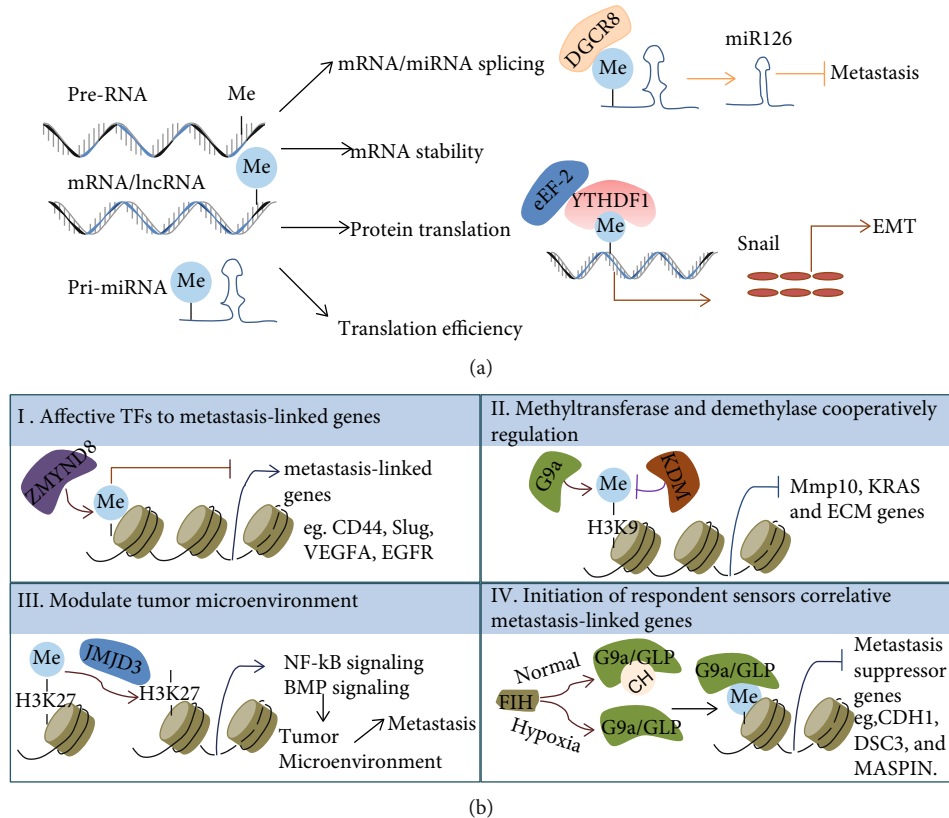 Pre-RNA
Me
Me
mRNA/lncRNA
Pri-miRNA
Me
mRNA/miRNA splicing
mRNA stability
Protein translation
Translation efficiency
DGCR8
Me
miR126
Metastasis
eEF-2
YTHDF1
Me
Snail
EMT
(a)
I . Affective TFs to metastasis-linked genes
ZMYND8
Me
metastasis-linked
genes
eg. CD44, Slug,
VEGFA, EGFR
II. Methyltransferase and demethylase cooperatively
regulation
G9a
Me
KDM
H3K9
Mmp10, KRAS
and ECM genes
III. Modulate tumor microenvironment
Me
JMJD3
H3K27
H3K27
NF-kB signaling
BMP signaling
Tumor
Microenvironment
Metastasis
IV. Initiation of respondent sensors correlative
metastasis-linked genes
FIH
Normal
Hypoxia
G9a/GLP
CH
G9a/GLP
G9a/GLP
Me
Metastasis
suppressor
genes
eg,CDH1,
DSC3, and
MASPIN.
(b)